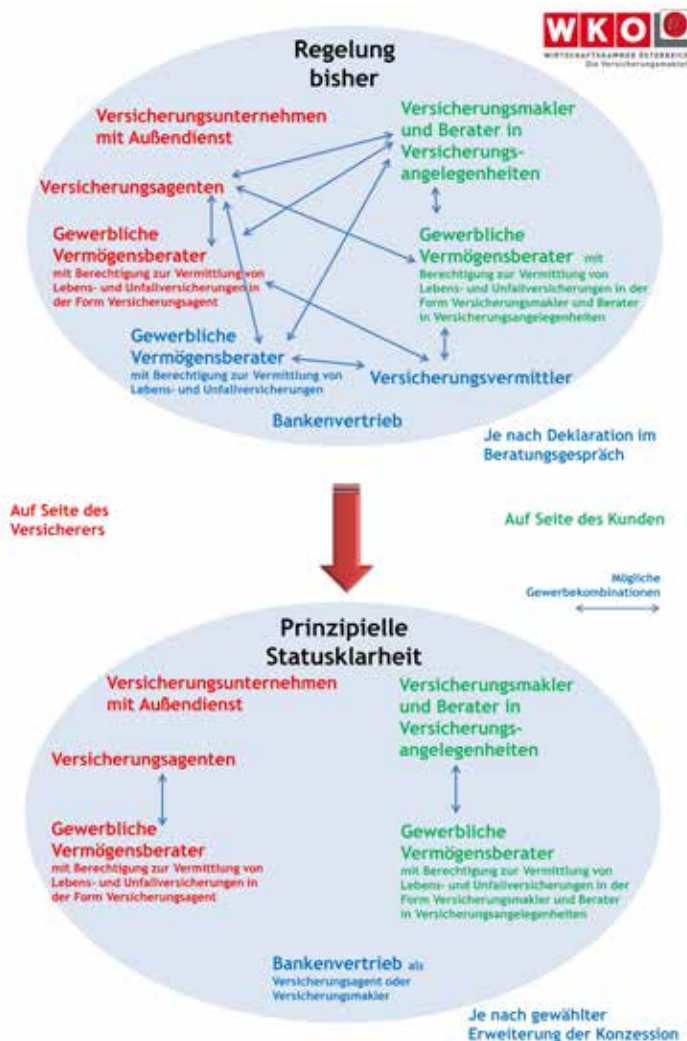 WKO
WIRTSCHAFTSKAMMER ÖSTERREICH
Die Versicherungsmakler
Regelung
bisher
Versicherungsunternehmen
mit Außendienst
Versicherungsmakler
und Berater in
Versicherungs-
angelegenheiten
Versicherungsagenten
Gewerbliche
Vermögensberater
mit Berechtigung zur Vermittlung von
Lebens- und Unfallversicherungen in
der Form Versicherungsagent
Gewerbliche
Vermögensberater mit
Berechtigung zur Vermittlung von
Lebens- und Unfallversicherungen in der
Form Versicherungsmakler und Berater
in Versicherungsangelegenheiten
Gewerbliche
Vermögensberater
mit Berechtigung zur Vermittlung von
Lebens- und Unfallversicherungen
Versicherungsvermittler
Bankenvertrieb
Je nach Deklaration im
Beratungsgespräch
Auf Seite des
Versicherers
Auf Seite des Kunden
Mögliche
Gewerbekombinationen
Prinzipielle
Statusklarheit
Versicherungsunternehmen
mit Außendienst
Versicherungsmakler
und Berater in
Versicherungs-
angelegenheiten
Versicherungsagenten
Gewerbliche
Vermögensberater
mit Berechtigung zur Vermittlung von
Lebens- und Unfallversicherungen in
der Form Versicherungsagent
Gewerbliche
Vermögensberater
mit Berechtigung zur Vermittlung von
Lebens- und Unfallversicherungen in der
Form Versicherungsmakler und Berater
in Versicherungsangelegenheiten
Bankenvertrieb als
Versicherungsagent oder
Versicherungsmakler
Je nach gewählter
Erweiterung der Konzession